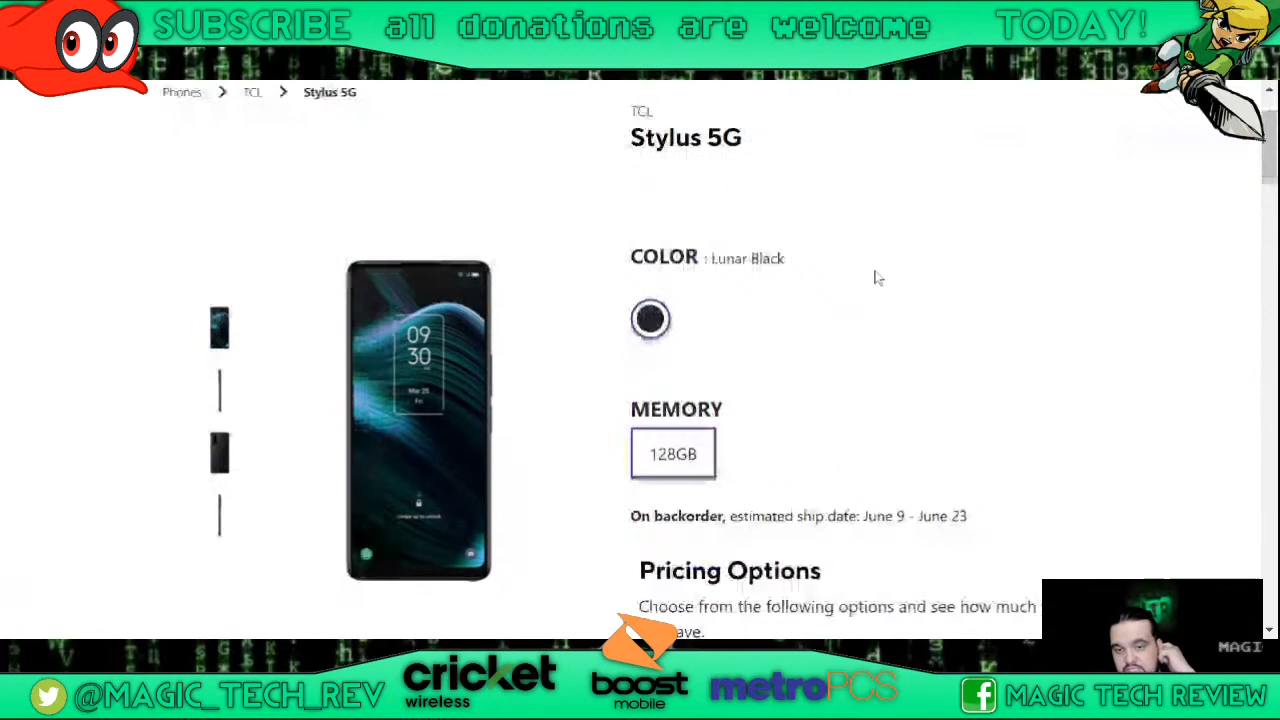 SUBSCRIBE all donations are welcome TODAY!
Phones > TCL > Stylus 5G
TCL
Stylus 5G
COLOR : Lunar Black
09
30
MEMORY
128GB
On backorder, estimated ship date: June 9 - June 23
Pricing Options
Choose from the following options and see how much
ave.
MAGI
@MAGIC_TECH_REV
cricket
wireless
boost
mobile
metroPCS
MAGIC TECH REVIEW